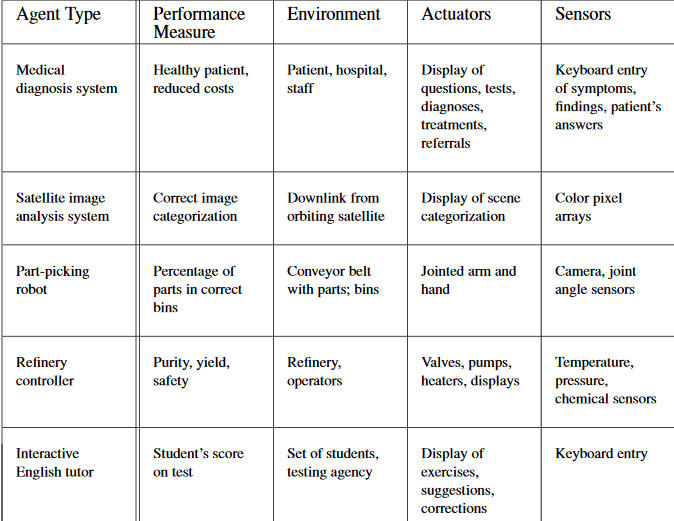 Agent Type
Performance
Measure
Environment
Actuators
Sensors
Medical
diagnosis system
Healthy patient,
reduced costs
Patient, hospital,
staff
Display of
questions, tests,
diagnoses,
treatments,
referrals
Keyboard entry
of symptoms,
findings, patient's
answers
Satellite image
analysis system
Correct image
categorization
Downlink from
orbiting satellite
Display of scene
categorization
Color pixel
arrays
Part-picking
robot
Percentage of
parts in correct
bins
Conveyor belt
with parts; bins
Jointed arm and
hand
Camera, joint
angle sensors
Refinery
controller
Purity, yield,
safety
Refinery,
operators
Valves, pumps,
heaters, displays
Temperature,
pressure,
chemical sensors
Interactive
English tutor
Student's score
on test
Set of students,
testing agency
Display of
exercises,
suggestions,
corrections
Keyboard entry